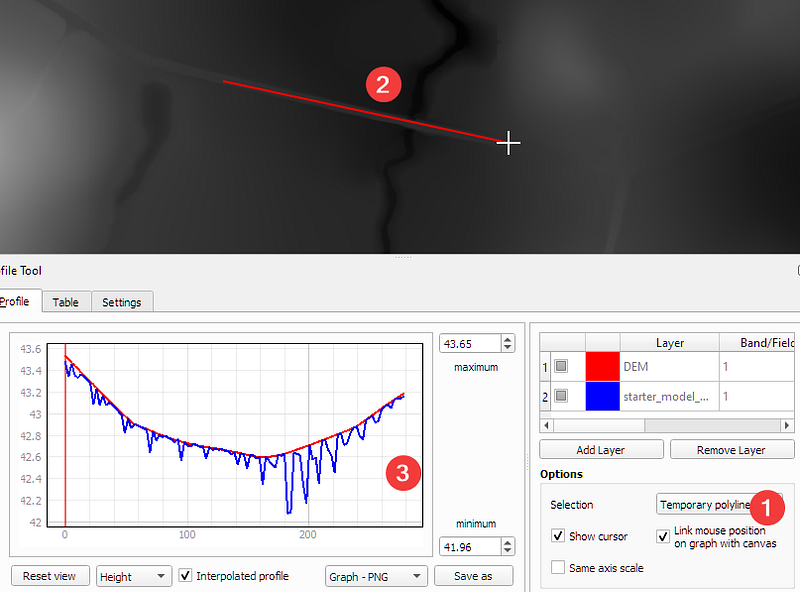 2
file Tool
Profile
Table
Settings
43.6
43.4
43.2
43
42.8
42.6
42.4
42.2
42
0
100
200
3
43.65
maximum
minimum
41.96
Layer
Band/Field
1
DEM
1
2
starter_model_...
1
Add Layer
Remove Layer
Options
Selection
Temporary polyline
1
Show cursor
Link mouse position
on graph with canvas
Same axis scale
Reset view
Height
Interpolated profile
Graph - PNG
Save as